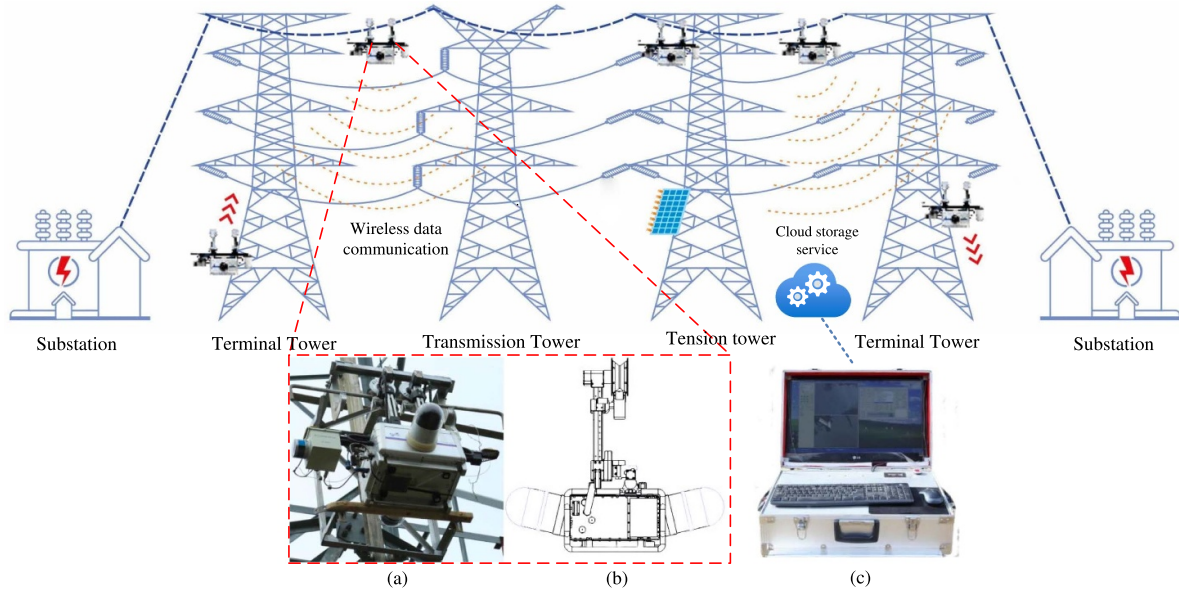 Wireless data
communication
Cloud storage
service
Substation
Terminal Tower
Transmission Tower
Tension tower
Terminal Tower
Substation
(a)
(b)
(c)